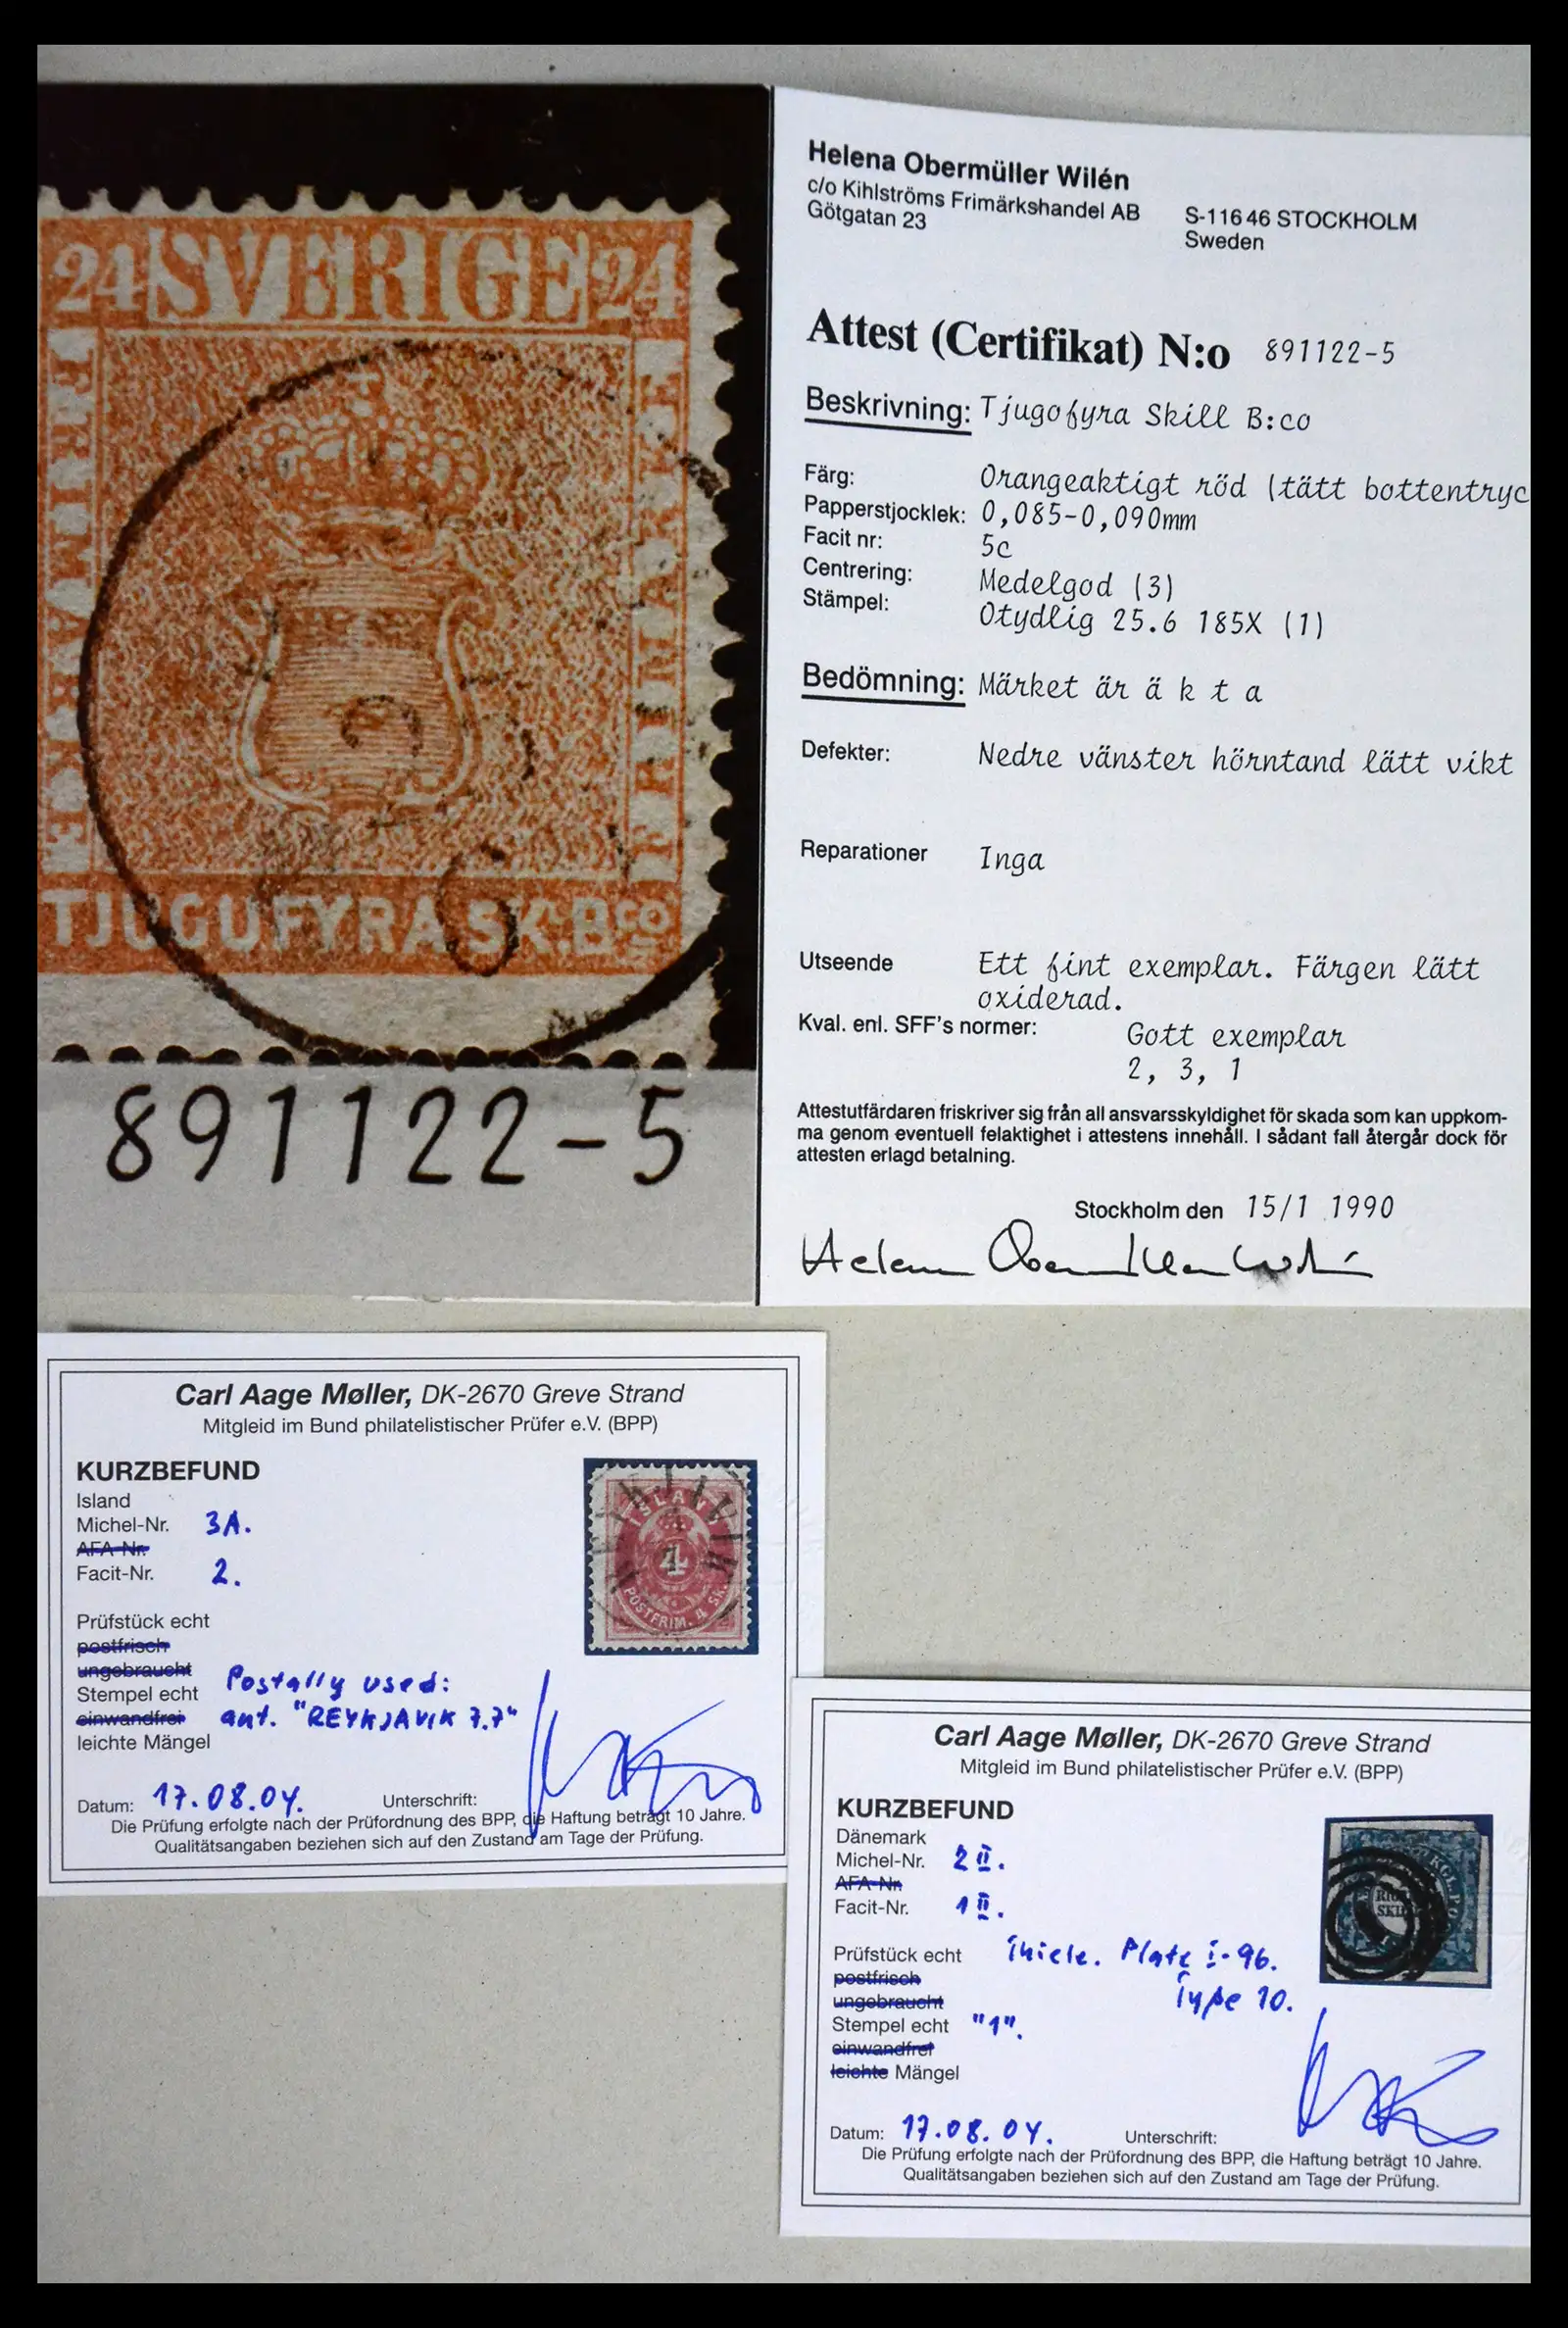 24 SVERIGE 24
FRIMÄRKE
FRIMÄRKE
TJUGUFYRA SK. Bco
6
891122-5
Helena Obermüller Wilén
c/o Kihlströms Frimärkshandel AB
Götgatan 23
S-116 46 STOCKHOLM
Sweden
Attest (Certifikat) N:o 891122-5
Beskrivning: Tjugofyra Skill B:co
Färg: Orangeaktigt röd (tätt bottentryc
Papperstjocklek: 0,085-0,090mm
Facit nr: 5c
Centrering: Medelgod (3)
Stämpel: Otydlig 25.6 185X (1)
Bedömning: Märket är ä k t a
Defekter: Nedre vänster hörntand lätt vikt
Reparationer Inga
Utseende Ett fint exemplar. Färgen lätt
oxiderad.
Kval. enl. SFF's normer: Gott exemplar
2, 3, 1
Attestutfärdaren friskriver sig från all ansvarsskyldighet för skada som kan uppkom-
ma genom eventuell felaktighet i attestens innehåll. I sådant fall återgår dock för
attesten erlagd betalning.
Stockholm den 15/1 1990
Helena Obermüller Wilén
Carl Aage Møller, DK-2670 Greve Strand
Mitgleid im Bund philatelistischer Prüfer e.V. (BPP)
KURZBEFUND
Island
Michel-Nr. 3A.
AFA-Nr.
Facit-Nr. 2.
Prüfstück echt
postfrisch
ungebraucht
Stempel echt Postally used:
einwandfrei ant. "REYKJAVIK 7.7"
leichte Mängel
Datum: 17.08.04. Unterschrift:
Die Prüfung erfolgte nach der Prüfordnung des BPP, die Haftung beträgt 10 Jahre.
Qualitätsangaben beziehen sich auf den Zustand am Tage der Prüfung.
ISLAND
4
POSTFRIM. 4 SK.
Carl Aage Møller, DK-2670 Greve Strand
Mitgleid im Bund philatelistischer Prüfer e.V. (BPP)
KURZBEFUND
Dänemark
Michel-Nr. 2 II.
AFA-Nr.
Facit-Nr. 1 II.
Prüfstück echt Thiele. Plate I-96.
postfrisch
ungebraucht Type 10.
Stempel echt "1".
einwandfrei
leichte Mängel
Datum: 17.08.04. Unterschrift:
Die Prüfung erfolgte nach der Prüfordnung des BPP, die Haftung beträgt 10 Jahre.
Qualitätsangaben beziehen sich auf den Zustand am Tage der Prüfung.